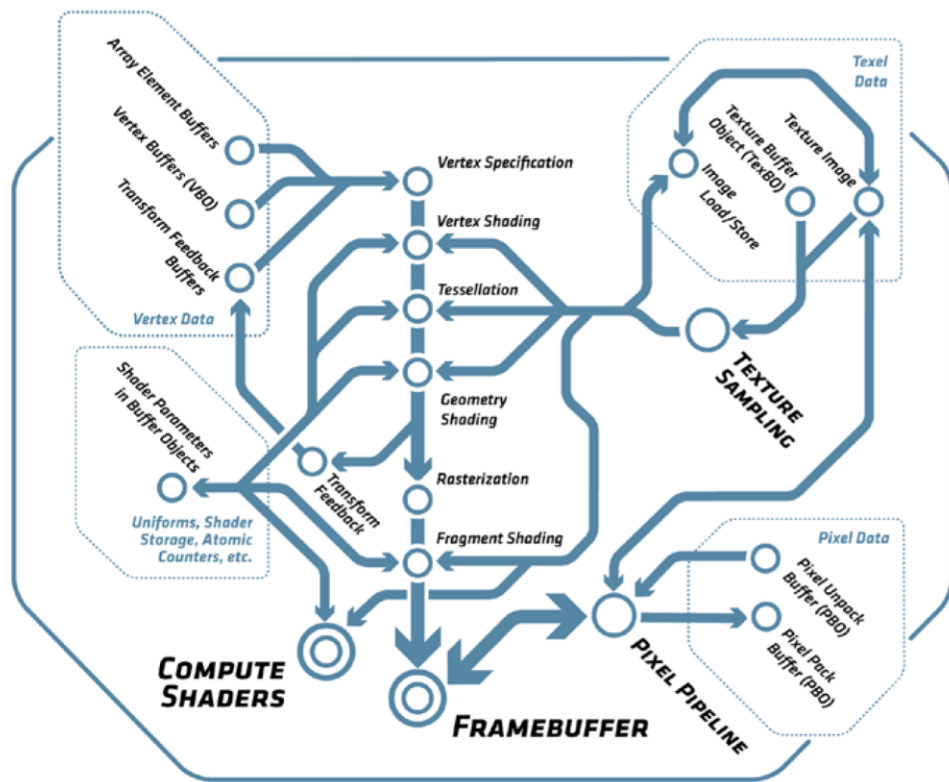 Array Element Buffers
Vertex Buffers (VBO)
Transform Feedback
Buffers
Vertex Data
Texel
Data
Texture Image
Texture Buffer
Object (TexBO)
Image
Load/Store
Vertex Specification
Vertex Shading
Tessellation
Geometry
Shading
Rasterization
Fragment Shading
Texture
Sampling
Shader Parameters
in Buffer Objects
Uniforms, Shader
Storage, Atomic
Counters, etc.
Transform
Feedback
Pixel Data
Pixel Unpack
Buffer (PBO)
Pixel Pack
Buffer (PBO)
Compute
Shaders
Framebuffer
Pixel Pipeline